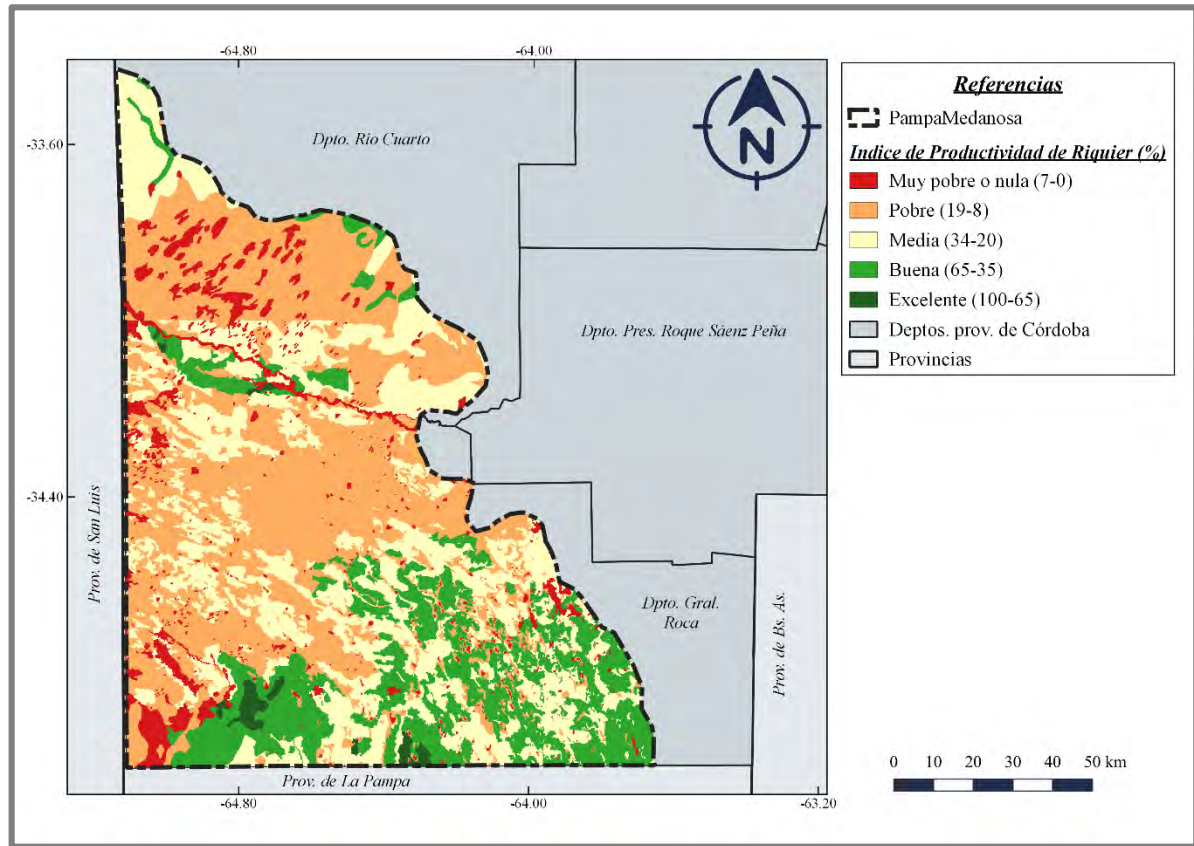 -64.80
-64.00
-33.60
-34.40
Dpto. Río Cuarto
N
Dpto. Pres. Roque Sáenz Peña
Dpto. Gral.
Roca
Prov. de San Luis
Prov. de Bs. As.
Prov. de La Pampa
-64.80
-64.00
-63.20
Referencias
PampaMedanosa
Indice de Productividad de Riquier (%)
Muy pobre o nula (7-0)
Pobre (19-8)
Media (34-20)
Buena (65-35)
Excelente (100-65)
Deptos. prov. de Córdoba
Provincias
0 10 20 30 40 50 km